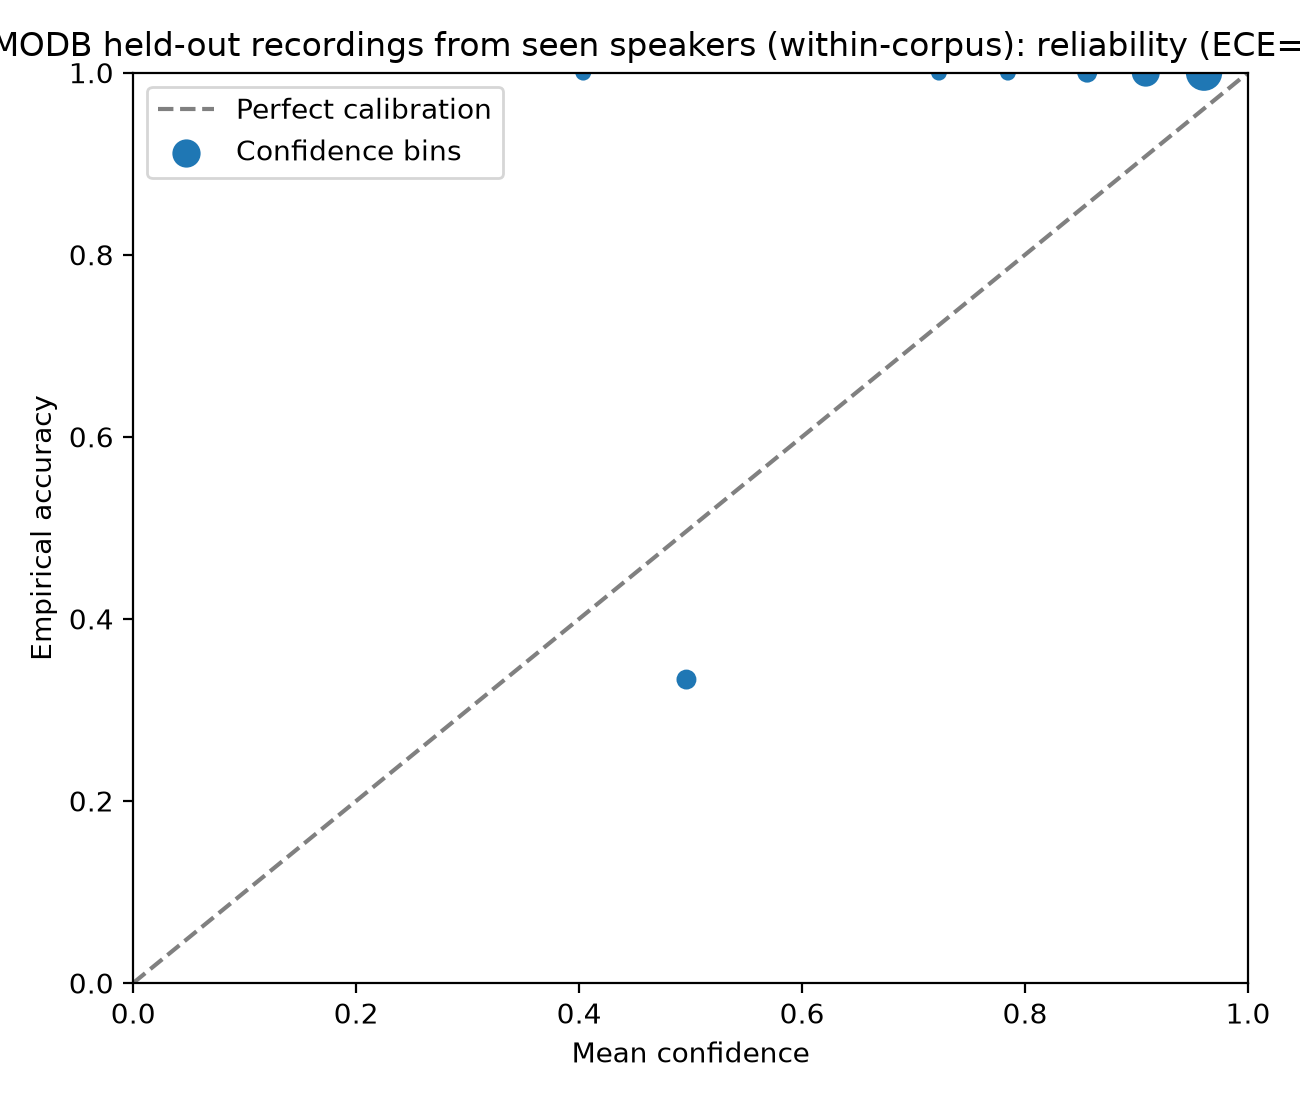 MODB held-out recordings from seen speakers (within-corpus): reliability (ECE=
1.0
Perfect calibration
Confidence bins
0.8
0.6
0.4
0.2
0.0
Empirical accuracy
0.0 0.2 0.4 0.6 0.8 1.0
Mean confidence